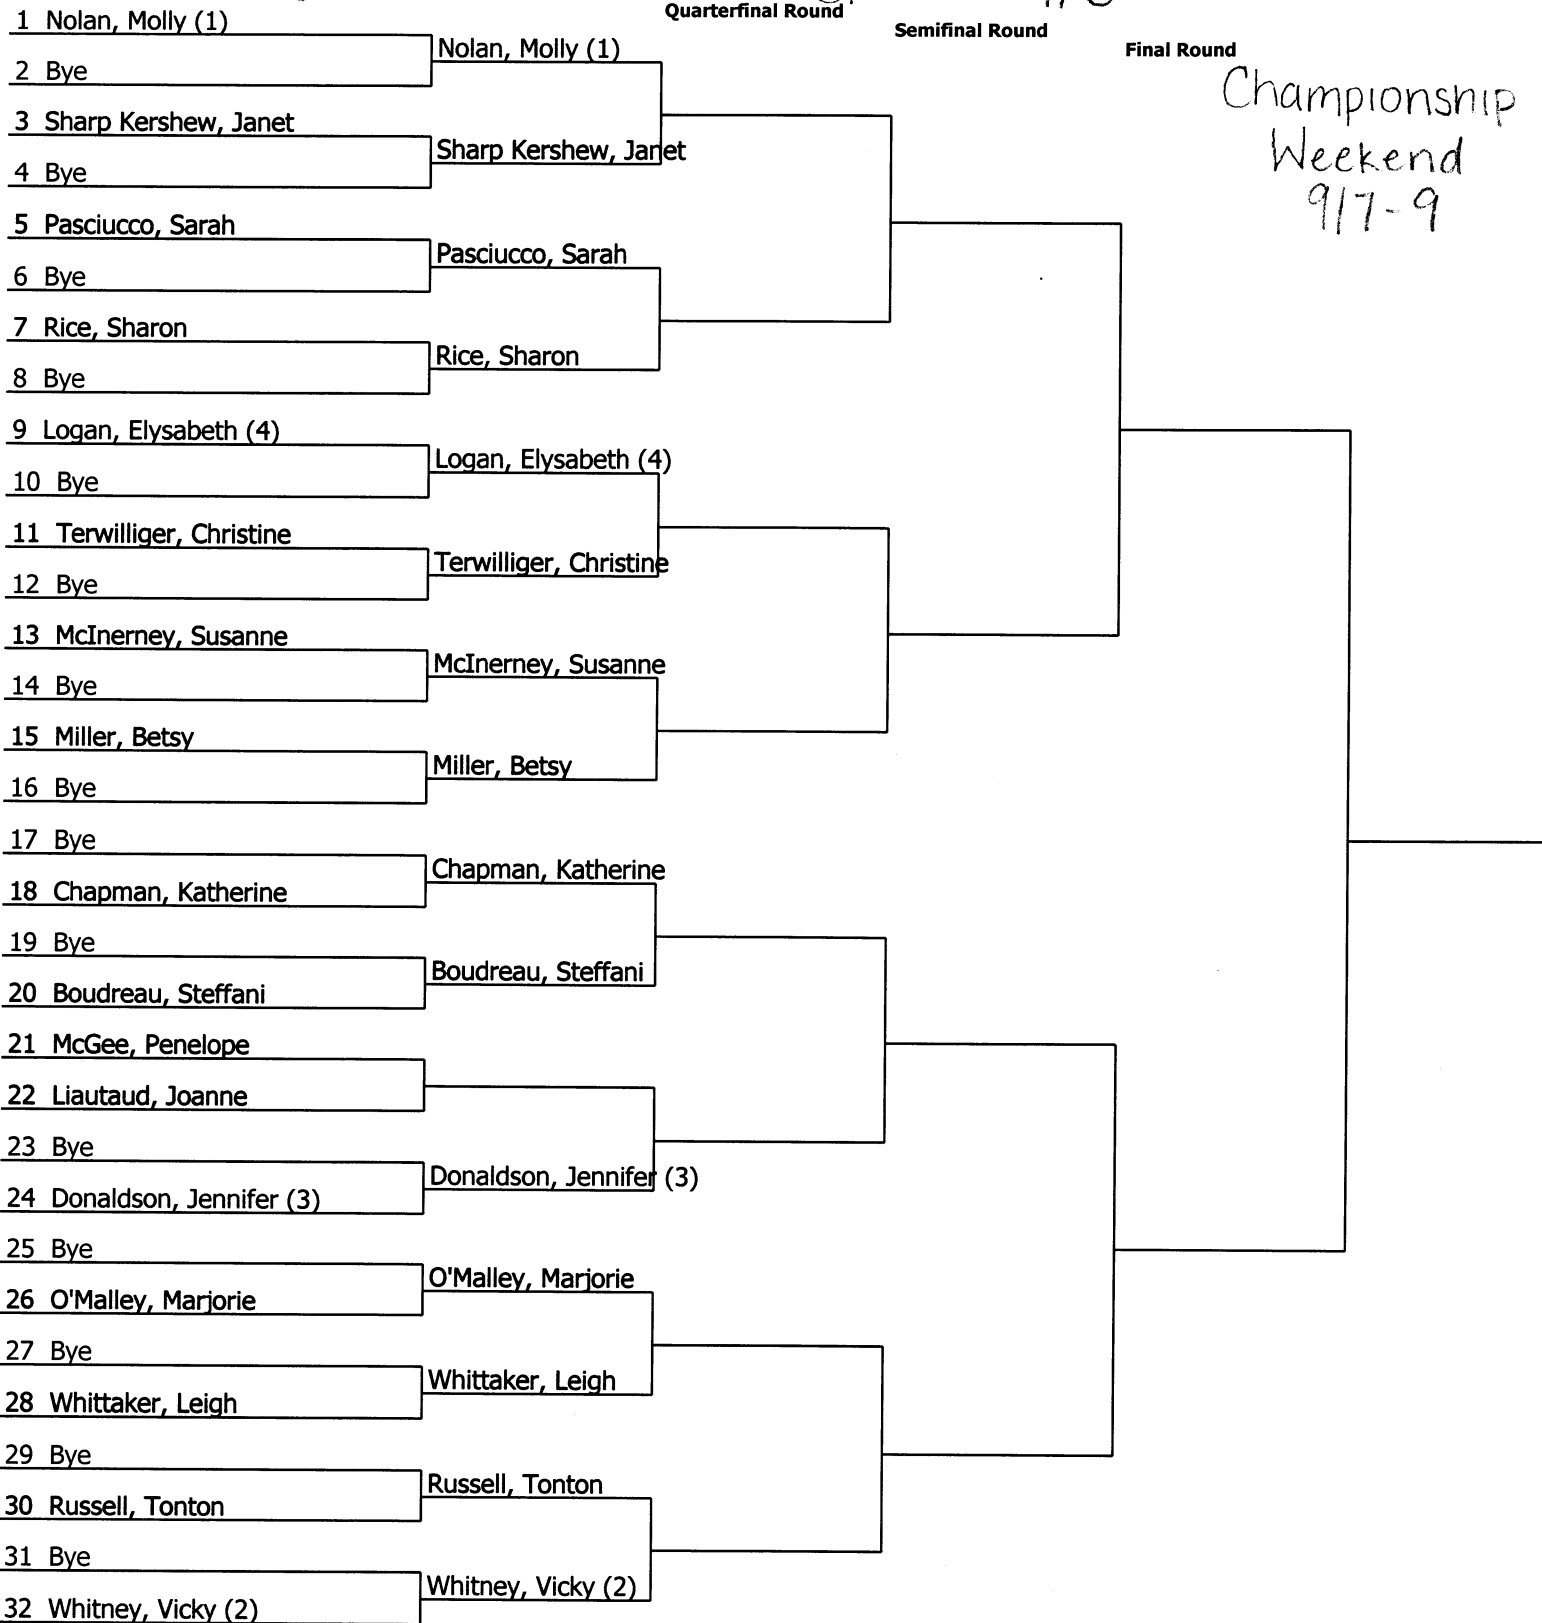 Quarterfinal Round
Semifinal Round
Final Round
Championship
Weekend
9/7-9
1 Nolan, Molly (1)
2 Bye
3 Sharp Kershew, Janet
4 Bye
5 Pasciucco, Sarah
6 Bye
7 Rice, Sharon
8 Bye
9 Logan, Elysabeth (4)
10 Bye
11 Terwilliger, Christine
12 Bye
13 McInerney, Susanne
14 Bye
15 Miller, Betsy
16 Bye
17 Bye
18 Chapman, Katherine
19 Bye
20 Boudreau, Steffani
21 McGee, Penelope
22 Liautaud, Joanne
23 Bye
24 Donaldson, Jennifer (3)
25 Bye
26 O'Malley, Marjorie
27 Bye
28 Whittaker, Leigh
29 Bye
30 Russell, Tonton
31 Bye
32 Whitney, Vicky (2)
Nolan, Molly (1)
Sharp Kershew, Janet
Pasciucco, Sarah
Rice, Sharon
Logan, Elysabeth (4)
Terwilliger, Christine
McInerney, Susanne
Miller, Betsy
Chapman, Katherine
Boudreau, Steffani
Donaldson, Jennifer (3)
O'Malley, Marjorie
Whittaker, Leigh
Russell, Tonton
Whitney, Vicky (2)